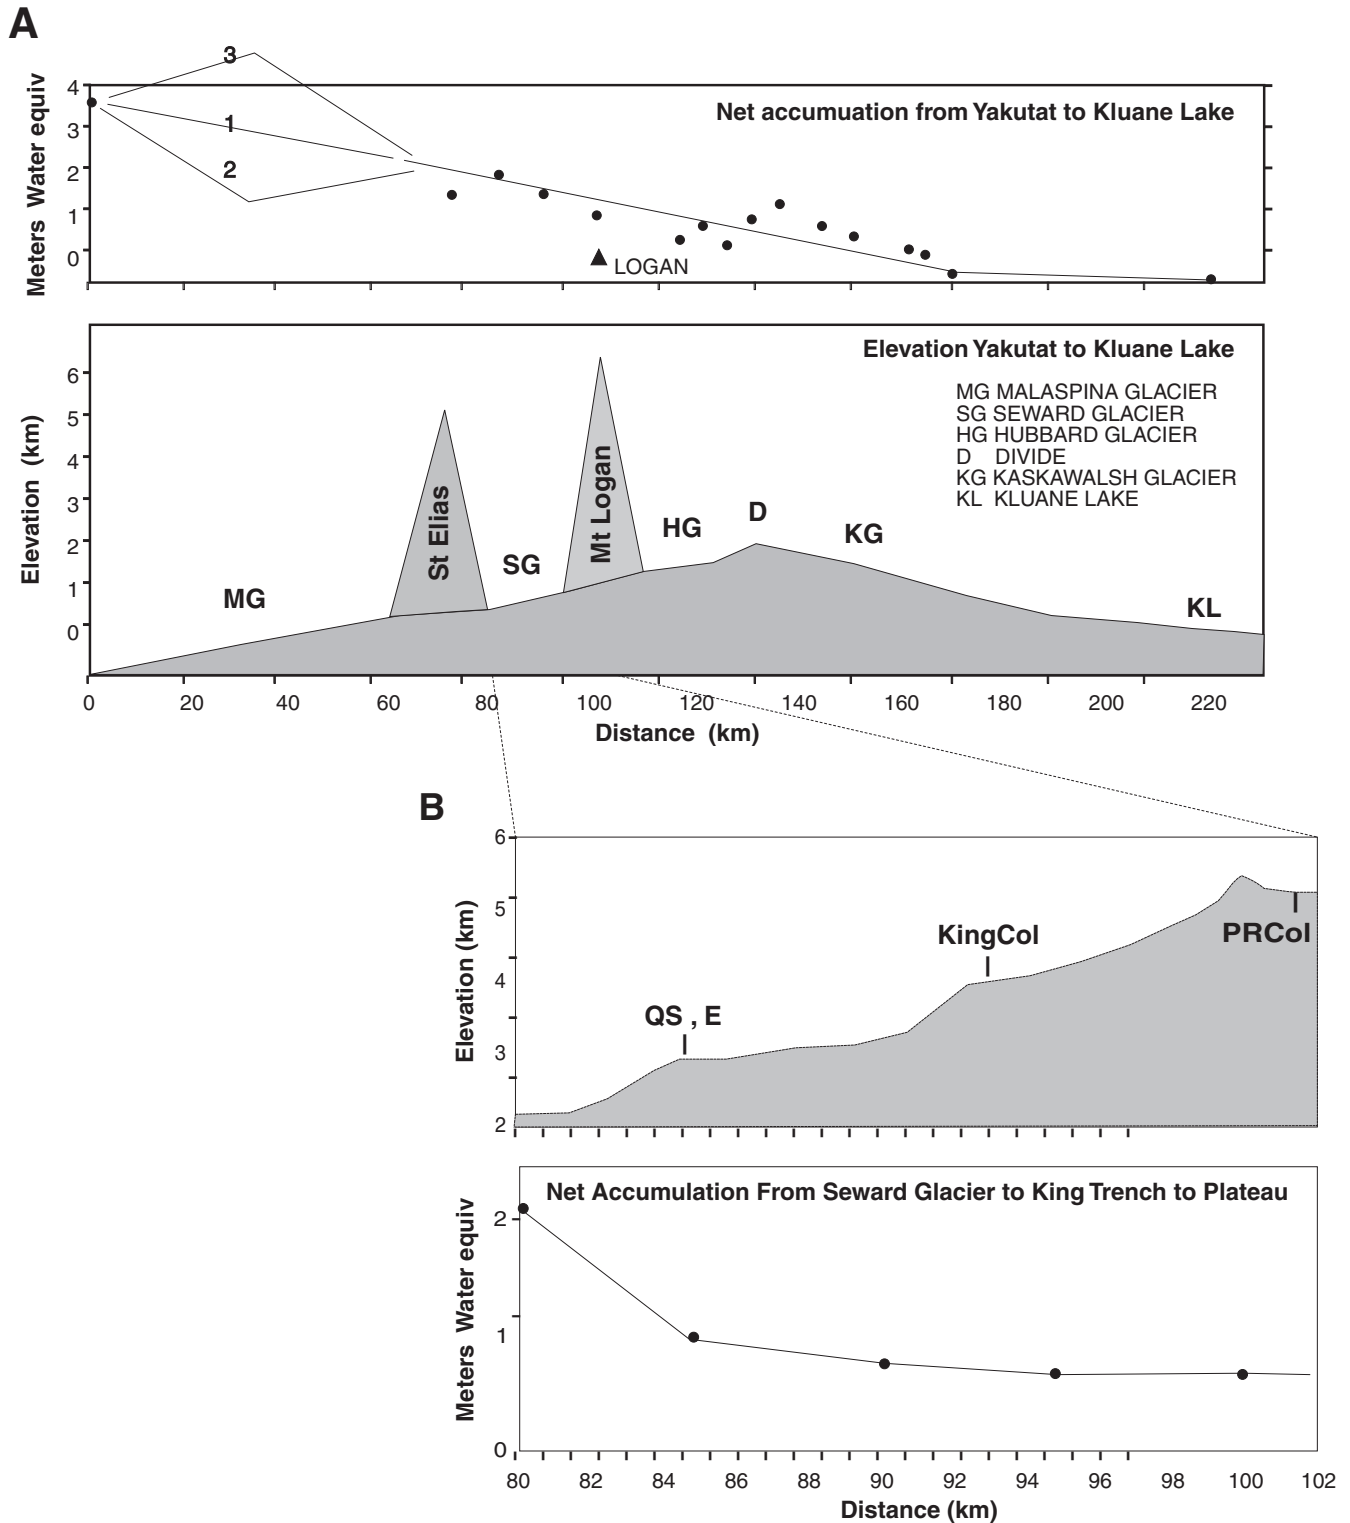 A
Meters Water equiv
4
3
2
1
0
3
1
2
Net accumuation from Yakutat to Kluane Lake
LOGAN
Elevation (km)
6
5
4
3
2
1
0
Elevation Yakutat to Kluane Lake
MG MALASPINA GLACIER
SG SEWARD GLACIER
HG HUBBARD GLACIER
D DIVIDE
KG KASKAWALSH GLACIER
KL KLUANE LAKE
MG
St Elias
SG
Mt Logan
HG
D
KG
KL
0 20 40 60 80 100 120 140 160 180 200 220
Distance (km)
B
Elevation (km)
6
5
4
3
2
QS , E
KingCol
PRCol
Net Accumulation From Seward Glacier to King Trench to Plateau
Meters Water equiv
2
1
0
80 82 84 86 88 90 92 94 96 98 100 102
Distance (km)